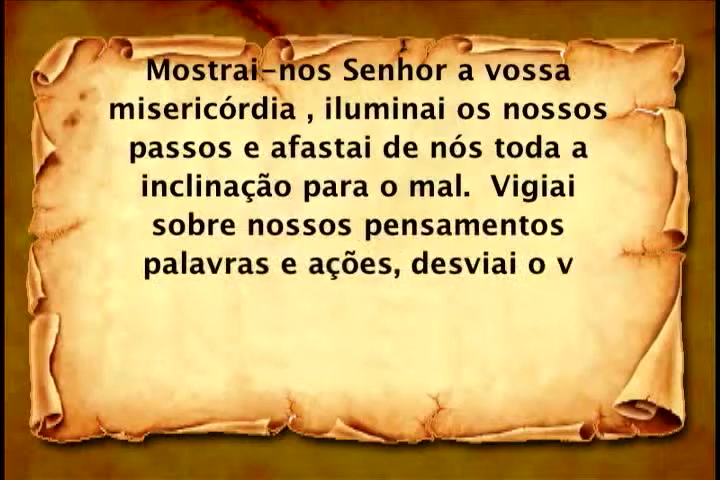 Mostrai-nos Senhor a vossa
misericórdia , iluminai os nossos
passos e afastai de nós toda a
inclinação para o mal.  Vigiai
sobre nossos pensamentos
palavras e ações, desviai o v